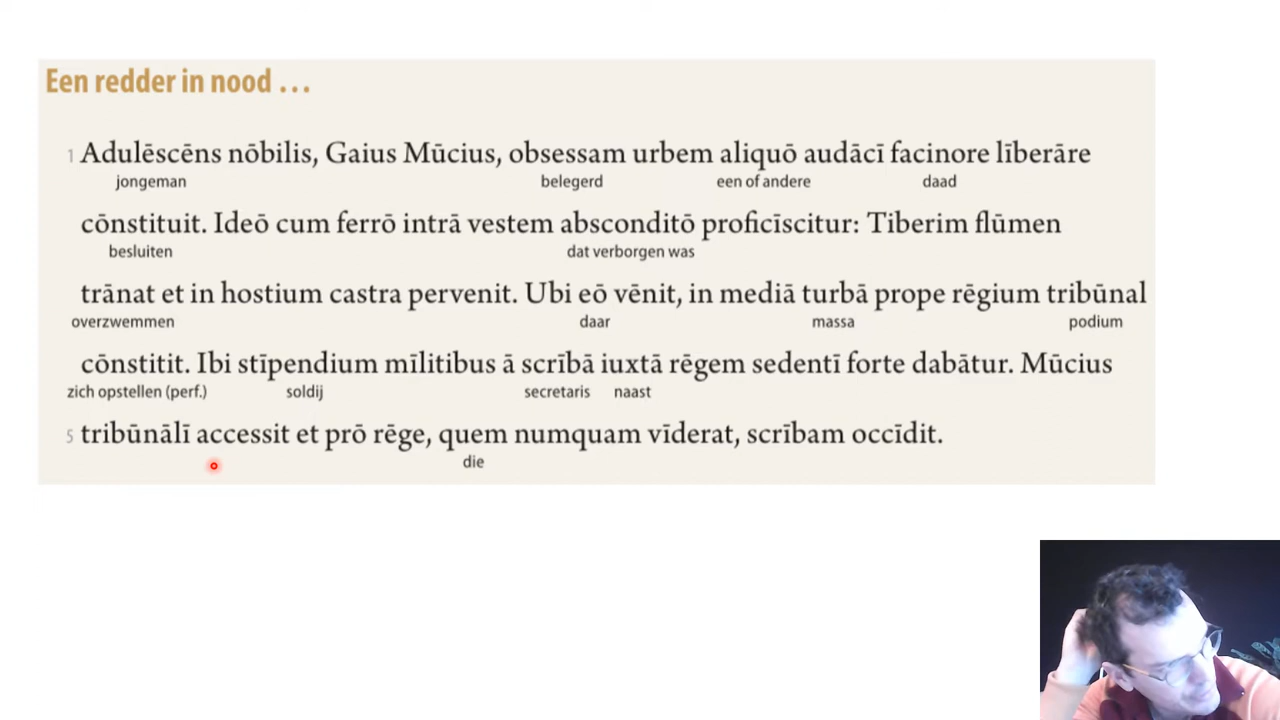 Een redder in nood …
1 Adulēscēns nōbilis, Gaius Mūcius, obsessam urbem aliquō audācī facinore līberāre
jongeman belegerd een of andere daad
cōnstituit. Ideō cum ferrō intrā vestem absconditō proficīscitur: Tiberim flūmen
besluiten dat verborgen was
trānat et in hostium castra pervenit. Ubi eō vēnit, in mediā turbā prope rēgium tribūnal
overzwemmen daar massa podium
cōnstitit. Ibi stīpendium mīlitibus ā scrībā iuxtā rēgem sedentī forte dabātur. Mūcius
zich opstellen (perf.) soldij secretaris naast
5 tribūnālī accessit et prō rēge, quem numquam vīderat, scrībam occīdit.
die